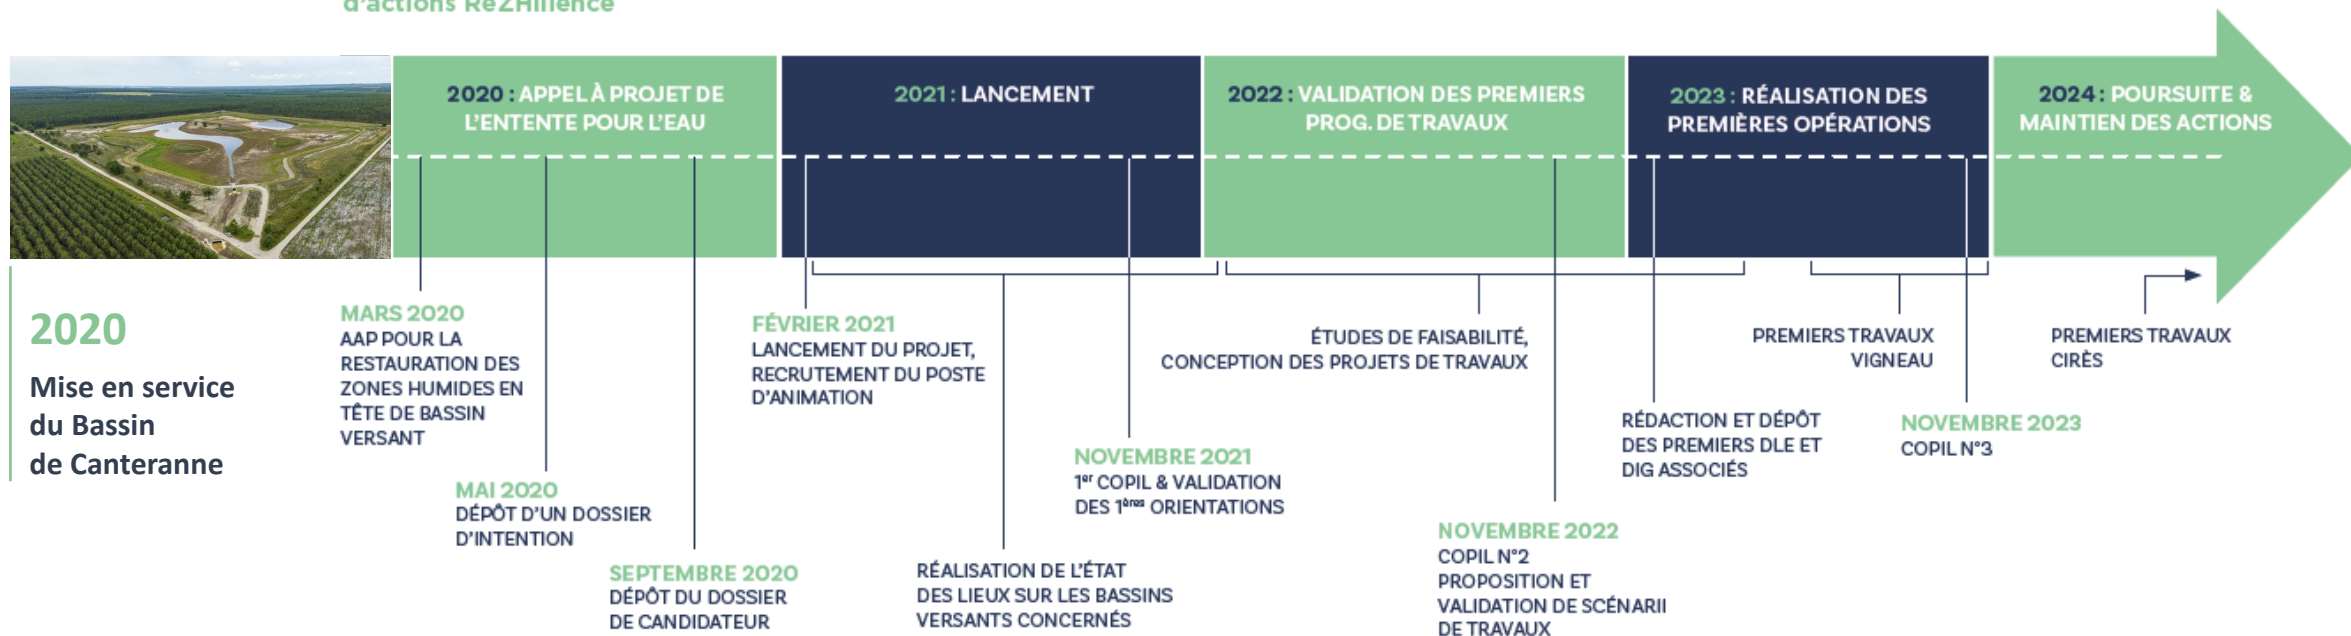 d'actions ReZHilience
2020 : APPEL À PROJET DE
L'ENTENTE POUR L'EAU
2021 : LANCEMENT
2022 : VALIDATION DES PREMIERS
PROG. DE TRAVAUX
2023 : RÉALISATION DES
PREMIÈRES OPÉRATIONS
2024 : POURSUITE &
MAINTIEN DES ACTIONS
2020
Mise en service
du Bassin
de Canteranne
MARS 2020
AAP POUR LA
RESTAURATION DES
ZONES HUMIDES EN
TÊTE DE BASSIN
VERSANT
MAI 2020
DÉPÔT D'UN DOSSIER
D'INTENTION
SEPTEMBRE 2020
DÉPÔT DU DOSSIER
DE CANDIDATEUR
FÉVRIER 2021
LANCEMENT DU PROJET,
RECRUTEMENT DU POSTE
D'ANIMATION
RÉALISATION DE L'ÉTAT
DES LIEUX SUR LES BASSINS
VERSANTS CONCERNÉS
NOVEMBRE 2021
1er COPIL & VALIDATION
DES 1ères ORIENTATIONS
ÉTUDES DE FAISABILITÉ,
CONCEPTION DES PROJETS DE TRAVAUX
NOVEMBRE 2022
COPIL N°2
PROPOSITION ET
VALIDATION DE SCÉNARII
DE TRAVAUX
RÉDACTION ET DÉPÔT
DES PREMIERS DLE ET
DIG ASSOCIÉS
PREMIERS TRAVAUX
VIGNEAU
NOVEMBRE 2023
COPIL N°3
PREMIERS TRAVAUX
CIRÈS